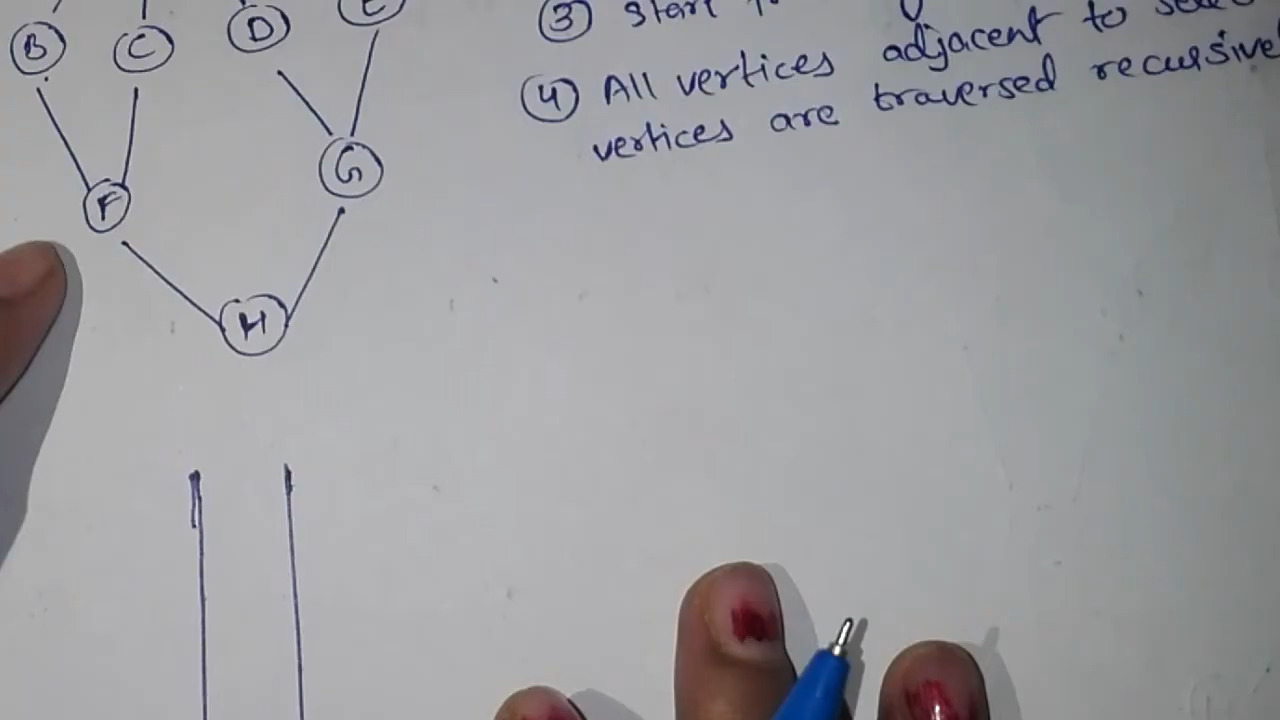 B
C
D
E
F
G
H
③ Start
④ All vertices adjacent to
vertices are traversed recursive